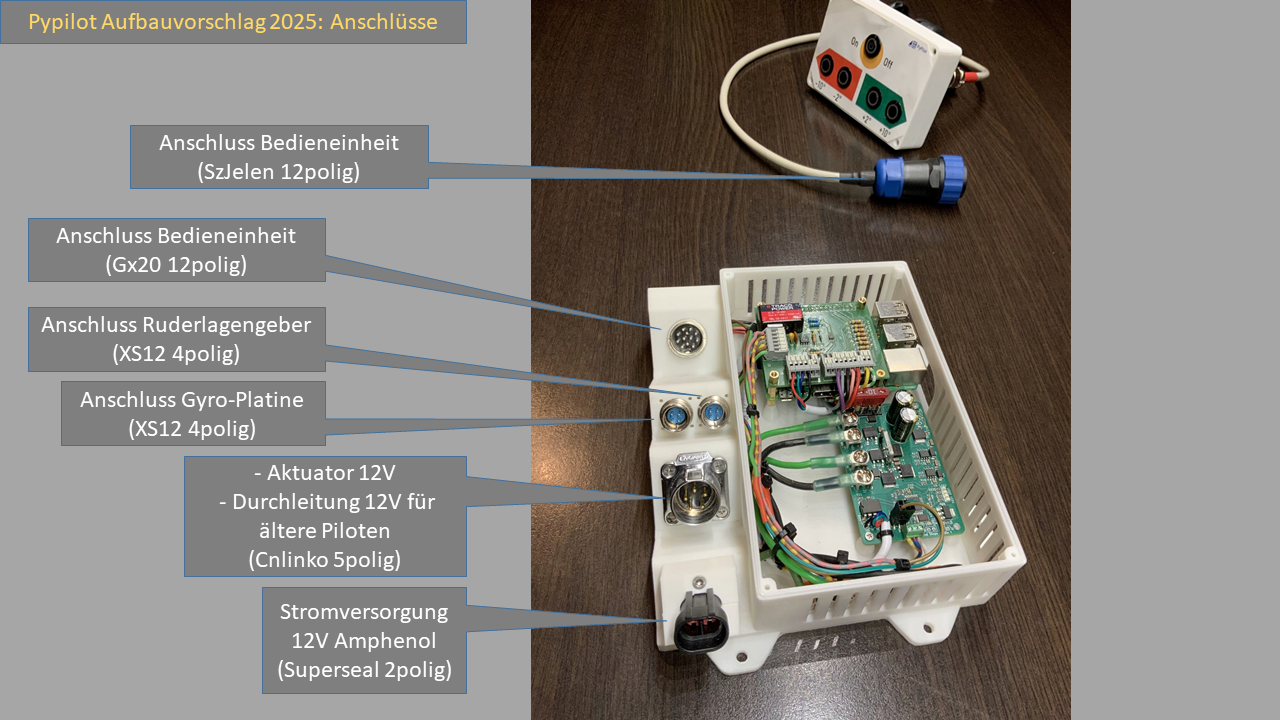 Pypilot Aufbauvorschlag 2025: Anschlüsse
On
Off
-10°
-2°
+2°
+10°
Anschluss Bedieneinheit
(SzJelen 12polig)
Anschluss Bedieneinheit
(Gx20 12polig)
Anschluss Ruderlagengeber
(XS12 4polig)
Anschluss Gyro-Platine
(XS12 4polig)
- Aktuator 12V
- Durchleitung 12V für
ältere Piloten
(Cnlinko 5polig)
Stromversorgung
12V Amphenol
(Superseal 2polig)
TRACO
POWER